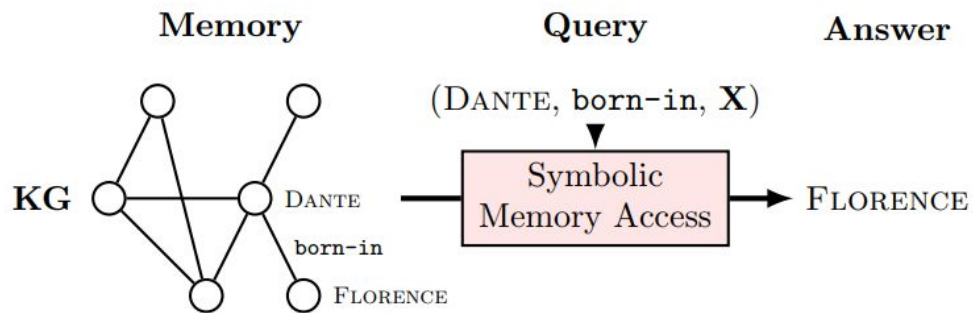 Memory
Query
Answer
(DANTE, born-in, X)
KG
DANTE
Symbolic
Memory Access
FLORENCE
born-in
FLORENCE